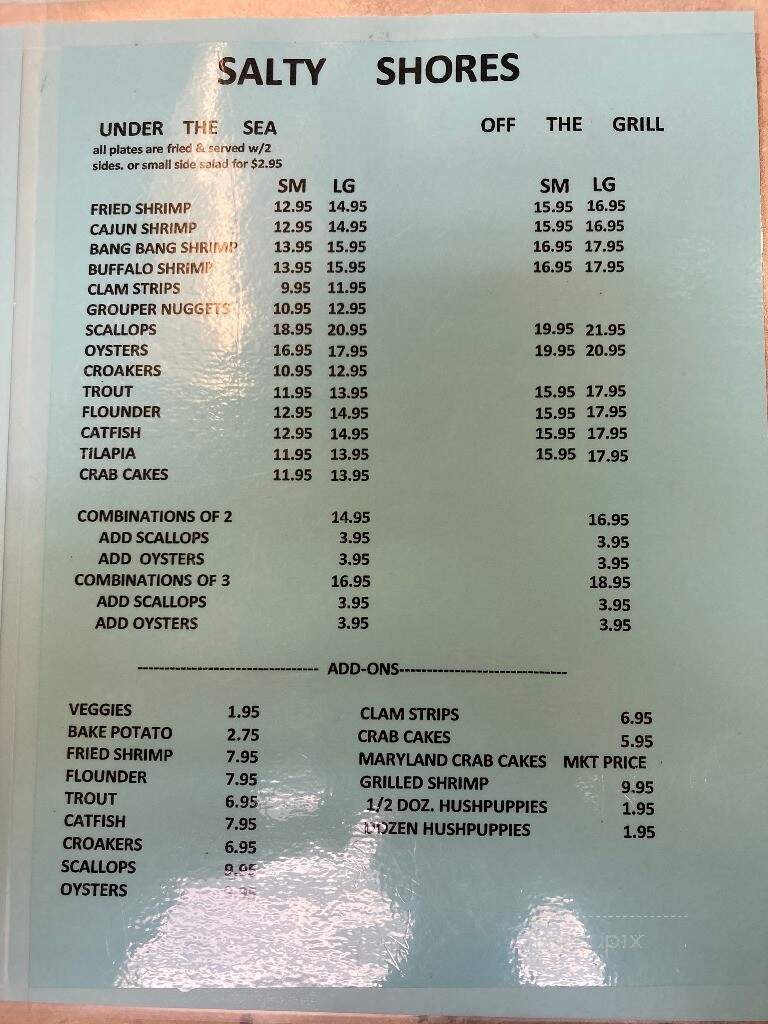 SALTY SHORES
UNDER THE SEA OFF THE GRILL
all plates are fried & served w/2
sides. or small side salad for $2.95
SM LG SM LG
FRIED SHRIMP 12.95 14.95 15.95 16.95
CAJUN SHRIMP 12.95 14.95 15.95 16.95
BANG BANG SHRIMP 13.95 15.95 16.95 17.95
BUFFALO SHRIMP 13.95 15.95 16.95 17.95
CLAM STRIPS 9.95 11.95
GROUPER NUGGETS 10.95 12.95
SCALLOPS 18.95 20.95 19.95 21.95
OYSTERS 16.95 17.95 19.95 20.95
CROAKERS 10.95 12.95
TROUT 11.95 13.95 15.95 17.95
FLOUNDER 12.95 14.95 15.95 17.95
CATFISH 12.95 14.95 15.95 17.95
TILAPIA 11.95 13.95 15.95 17.95
CRAB CAKES 11.95 13.95
COMBINATIONS OF 2 14.95 16.95
ADD SCALLOPS 3.95 3.95
ADD OYSTERS 3.95 3.95
COMBINATIONS OF 3 16.95 18.95
ADD SCALLOPS 3.95 3.95
ADD OYSTERS 3.95 3.95
--------------------------------- ADD-ONS-------------------------------
VEGGIES 1.95 CLAM STRIPS 6.95
BAKE POTATO 2.75 CRAB CAKES 5.95
FRIED SHRIMP 7.95 MARYLAND CRAB CAKES MKT PRICE
FLOUNDER 7.95 GRILLED SHRIMP 9.95
TROUT 6.95 1/2 DOZ. HUSHPUPPIES 1.95
CATFISH 7.95 DOZEN HUSHPUPPIES 1.95
CROAKERS 6.95
SCALLOPS 9.95
OYSTERS